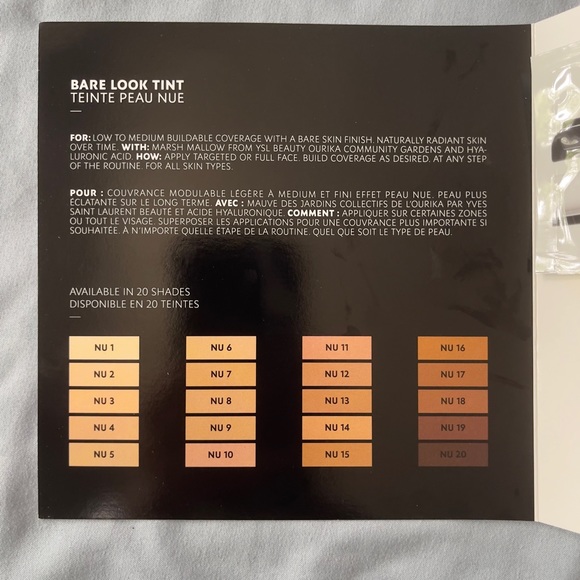 BARE LOOK TINT
TEINTE PEAU NUE
—
FOR: LOW TO MEDIUM BUILDABLE COVERAGE WITH A BARE SKIN FINISH. NATURALLY RADIANT SKIN
OVER TIME. WITH: MARSH MALLOW FROM YSL BEAUTY OURIKA COMMUNITY GARDENS AND HYA-
LURONIC ACID. HOW: APPLY TARGETED OR FULL FACE. BUILD COVERAGE AS DESIRED. AT ANY STEP
OF THE ROUTINE. FOR ALL SKIN TYPES.
POUR : COUVRANCE MODULABLE LÉGÈRE À MEDIUM ET FINI EFFET PEAU NUE. PEAU PLUS
ÉCLATANTE SUR LE LONG TERME. AVEC : MAUVE DES JARDINS COLLECTIFS DE L'OURIKA PAR YVES
SAINT LAURENT BEAUTÉ ET ACIDE HYALURONIQUE. COMMENT : APPLIQUER SUR CERTAINES ZONES
OU TOUT LE VISAGE. SUPERPOSER LES APPLICATIONS POUR UNE COUVRANCE PLUS IMPORTANTE SI
SOUHAITÉE. À N'IMPORTE QUELLE ÉTAPE DE LA ROUTINE. QUEL QUE SOIT LE TYPE DE PEAU.
AVAILABLE IN 20 SHADES
DISPONIBLE EN 20 TEINTES
—
NU 1 NU 6 NU 11 NU 16
NU 2 NU 7 NU 12 NU 17
NU 3 NU 8 NU 13 NU 18
NU 4 NU 9 NU 14 NU 19
NU 5 NU 10 NU 15 NU 20